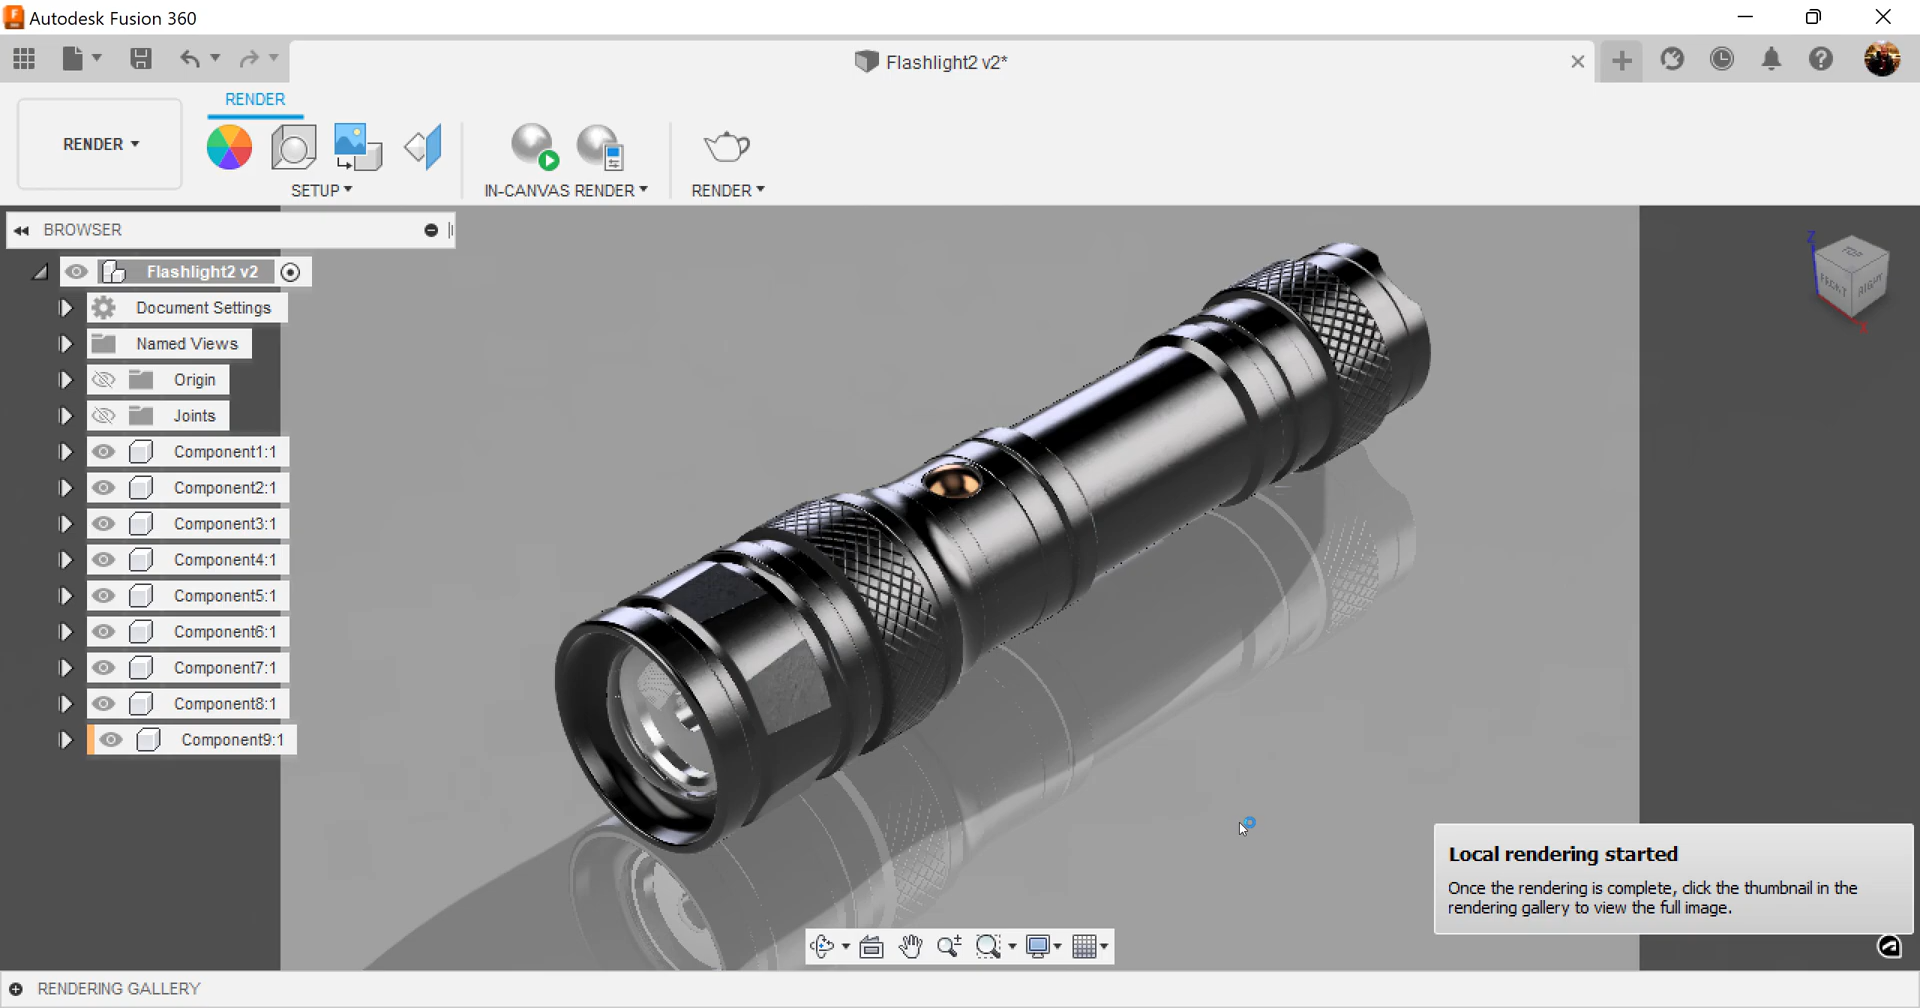 Autodesk Fusion 360
Flashlight2 v2*
RENDER
RENDER
SETUP
IN-CANVAS RENDER
RENDER
BROWSER
Flashlight2 v2
Document Settings
Named Views
Origin
Joints
Component1:1
Component2:1
Component3:1
Component4:1
Component5:1
Component6:1
Component7:1
Component8:1
Component9:1
Z
TOP
FRONT
RIGHT
X
Local rendering started
Once the rendering is complete, click the thumbnail in the
rendering gallery to view the full image.
RENDERING GALLERY